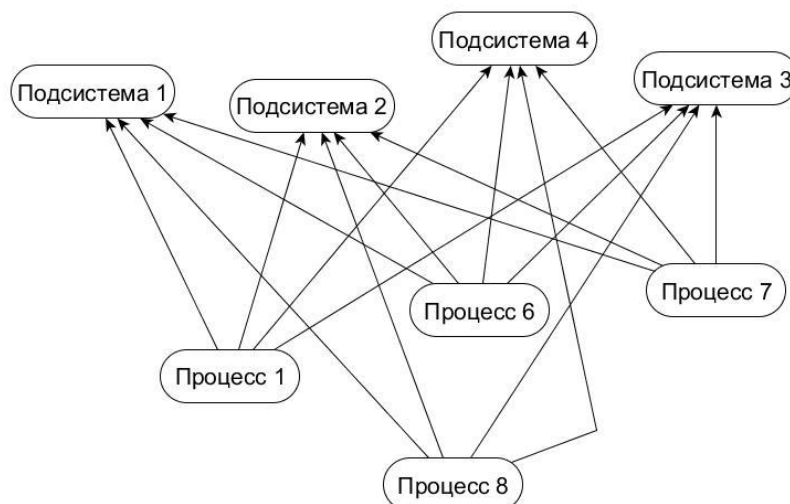 Подсистема 4
Подсистема 3
Подсистема 1
Подсистема 2
Процесс 7
Процесс 6
Процесс 1
Процесс 8